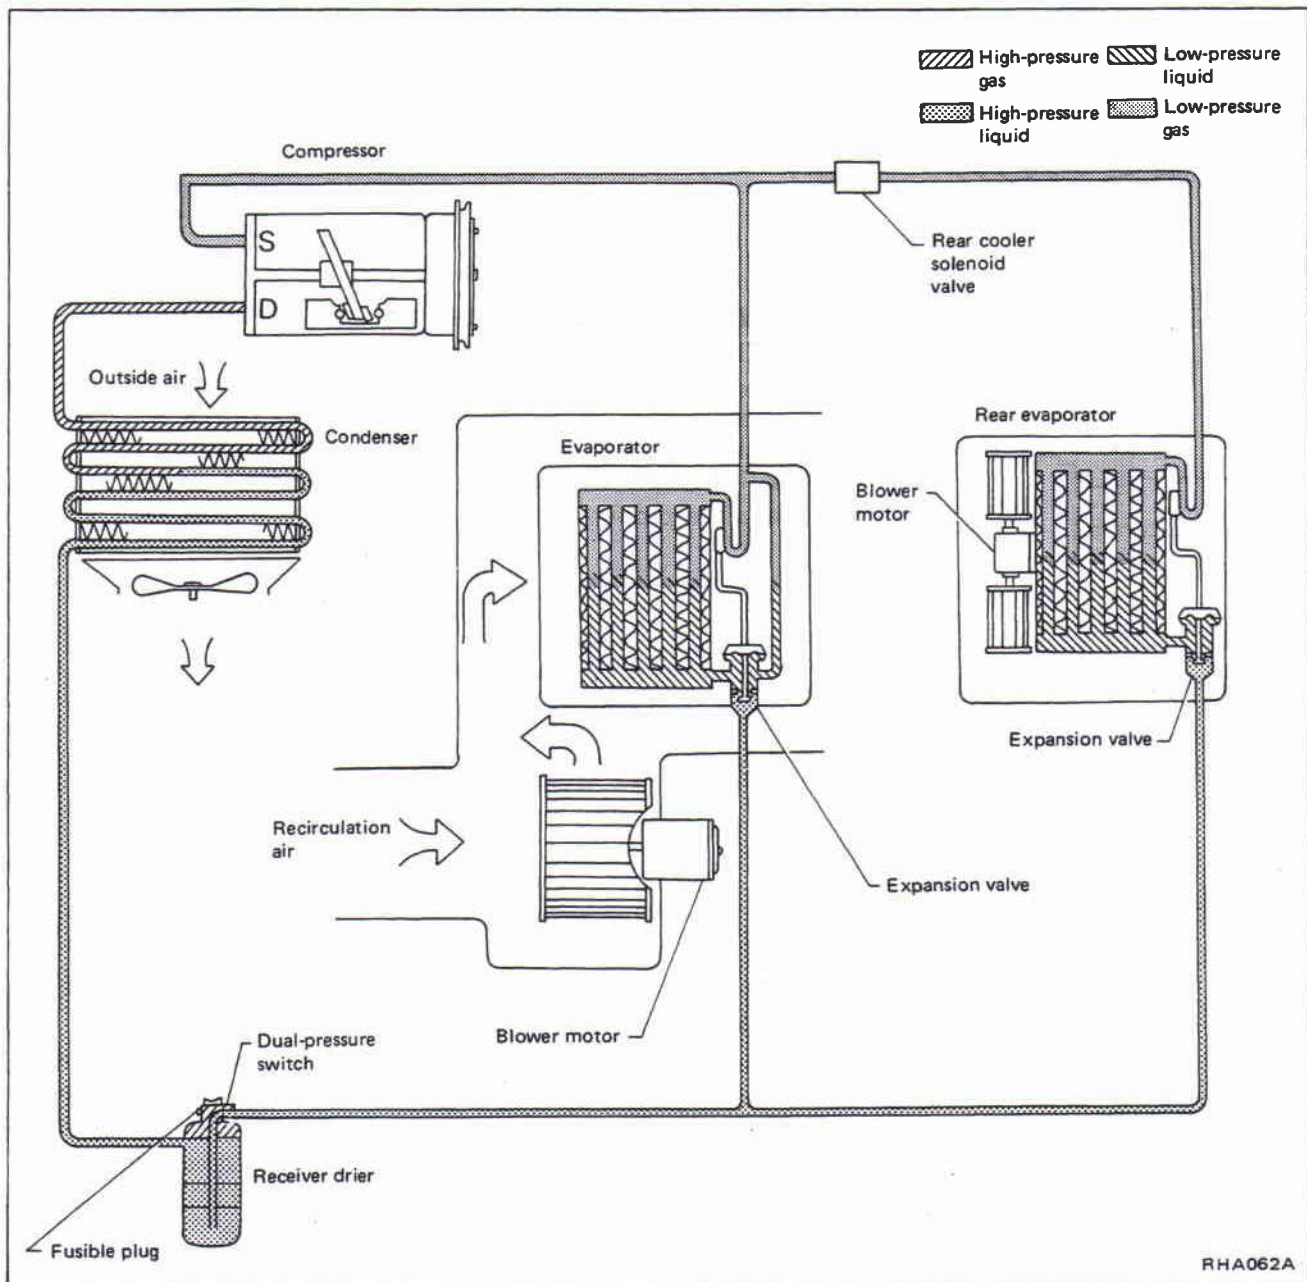 High-pressure gas
Low-pressure liquid
High-pressure liquid
Low-pressure gas
Compressor
S
D
Rear cooler
solenoid
valve
Outside air
Condenser
Evaporator
Rear evaporator
Blower
motor
Expansion valve
Recirculation
air
Expansion valve
Blower motor
Dual-pressure
switch
Receiver drier
Fusible plug
RHA062A